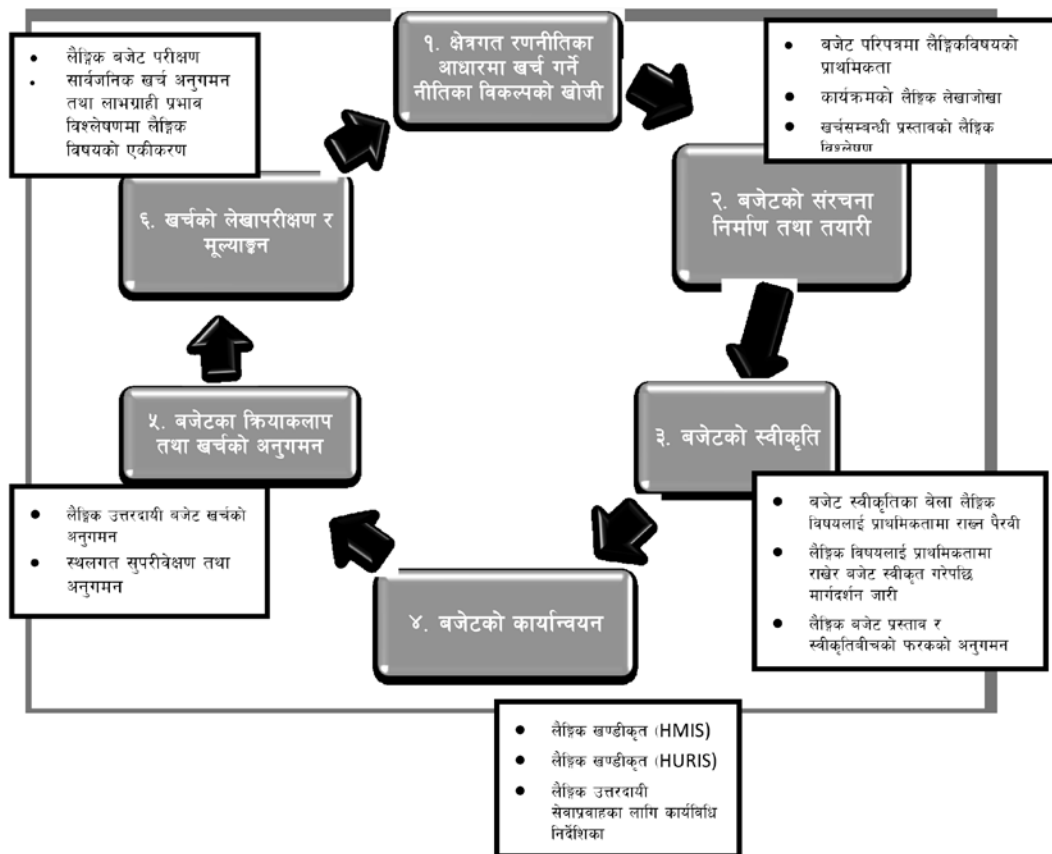 १. क्षेत्रगत रणनीतिका
आधारमा खर्च गर्ने
नीतिका विकल्पको खोजी
● बजेट परिपत्रमा लैङ्गिकविषयको
प्राथमिकता
● कार्यक्रमको लैङ्गिक लेखाजोखा
● खर्चसम्बन्धी प्रस्तावको लैङ्गिक
विश्लेषण
२. बजेटको संरचना
निर्माण तथा तयारी
३. बजेटको स्वीकृति
● बजेट स्वीकृतिका बेला लैङ्गिक
विषयलाई प्राथमिकतामा राख्न पैरवी
● लैङ्गिक विषयलाई प्राथमिकतामा
राखेर बजेट स्वीकृत गरेपछि
मार्गदर्शन जारी
● लैङ्गिक बजेट प्रस्ताव र
स्वीकृतिबीचको फरकको अनुगमन
४. बजेटको कार्यान्वयन
● लैङ्गिक खण्डीकृत (HMIS)
● लैङ्गिक खण्डीकृत (HURIS)
● लैङ्गिक उत्तरदायी
सेवाप्रवाहका लागि कार्यविधि
निर्देशिका
५. बजेटका क्रियाकलाप
तथा खर्चको अनुगमन
● लैङ्गिक उत्तरदायी बजेट खर्चको
अनुगमन
● स्थलगत सुपरीवेक्षण तथा
अनुगमन
६. खर्चको लेखापरीक्षण र
मूल्याङ्कन
● लैङ्गिक बजेट परीक्षण
● सार्वजनिक खर्च अनुगमन
तथा लाभग्राही प्रभाव
विश्लेषणमा लैङ्गिक
विषयको एकीकरण